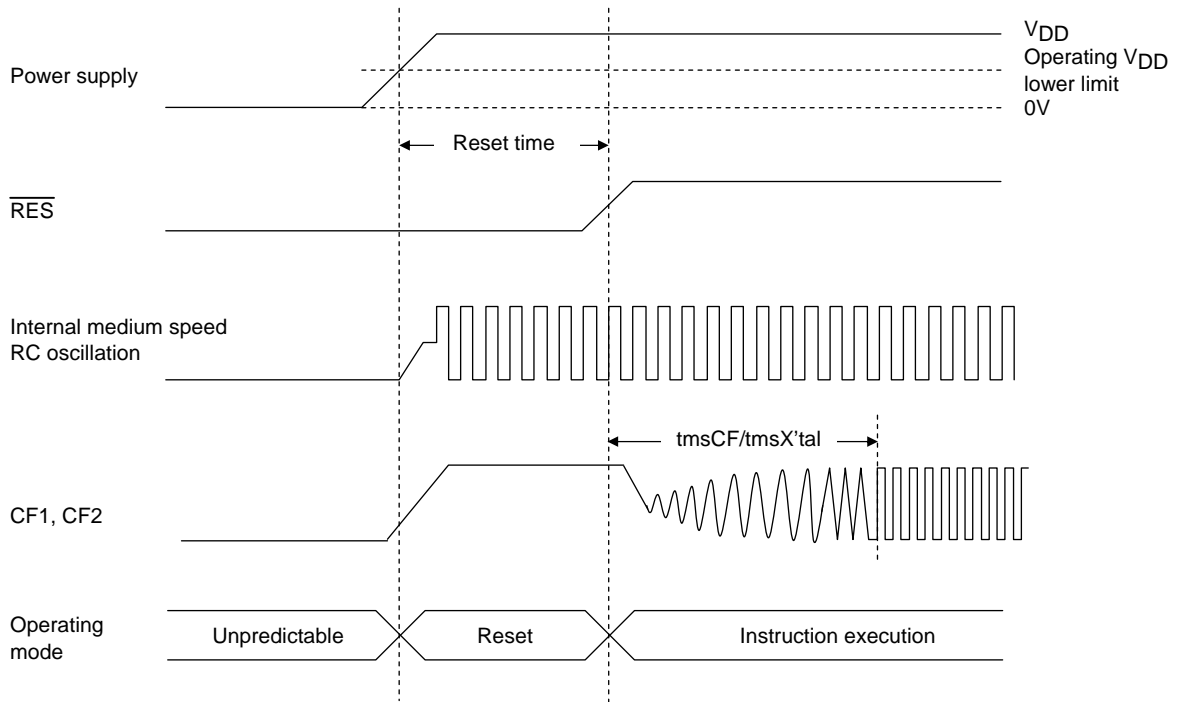 VDD
Power supply
Operating VDD
lower limit
0V
Reset time
RES
Internal medium speed
RC oscillation
tmsCF/tmsX’tal
CF1, CF2
Operating
mode
Unpredictable
Reset
Instruction execution